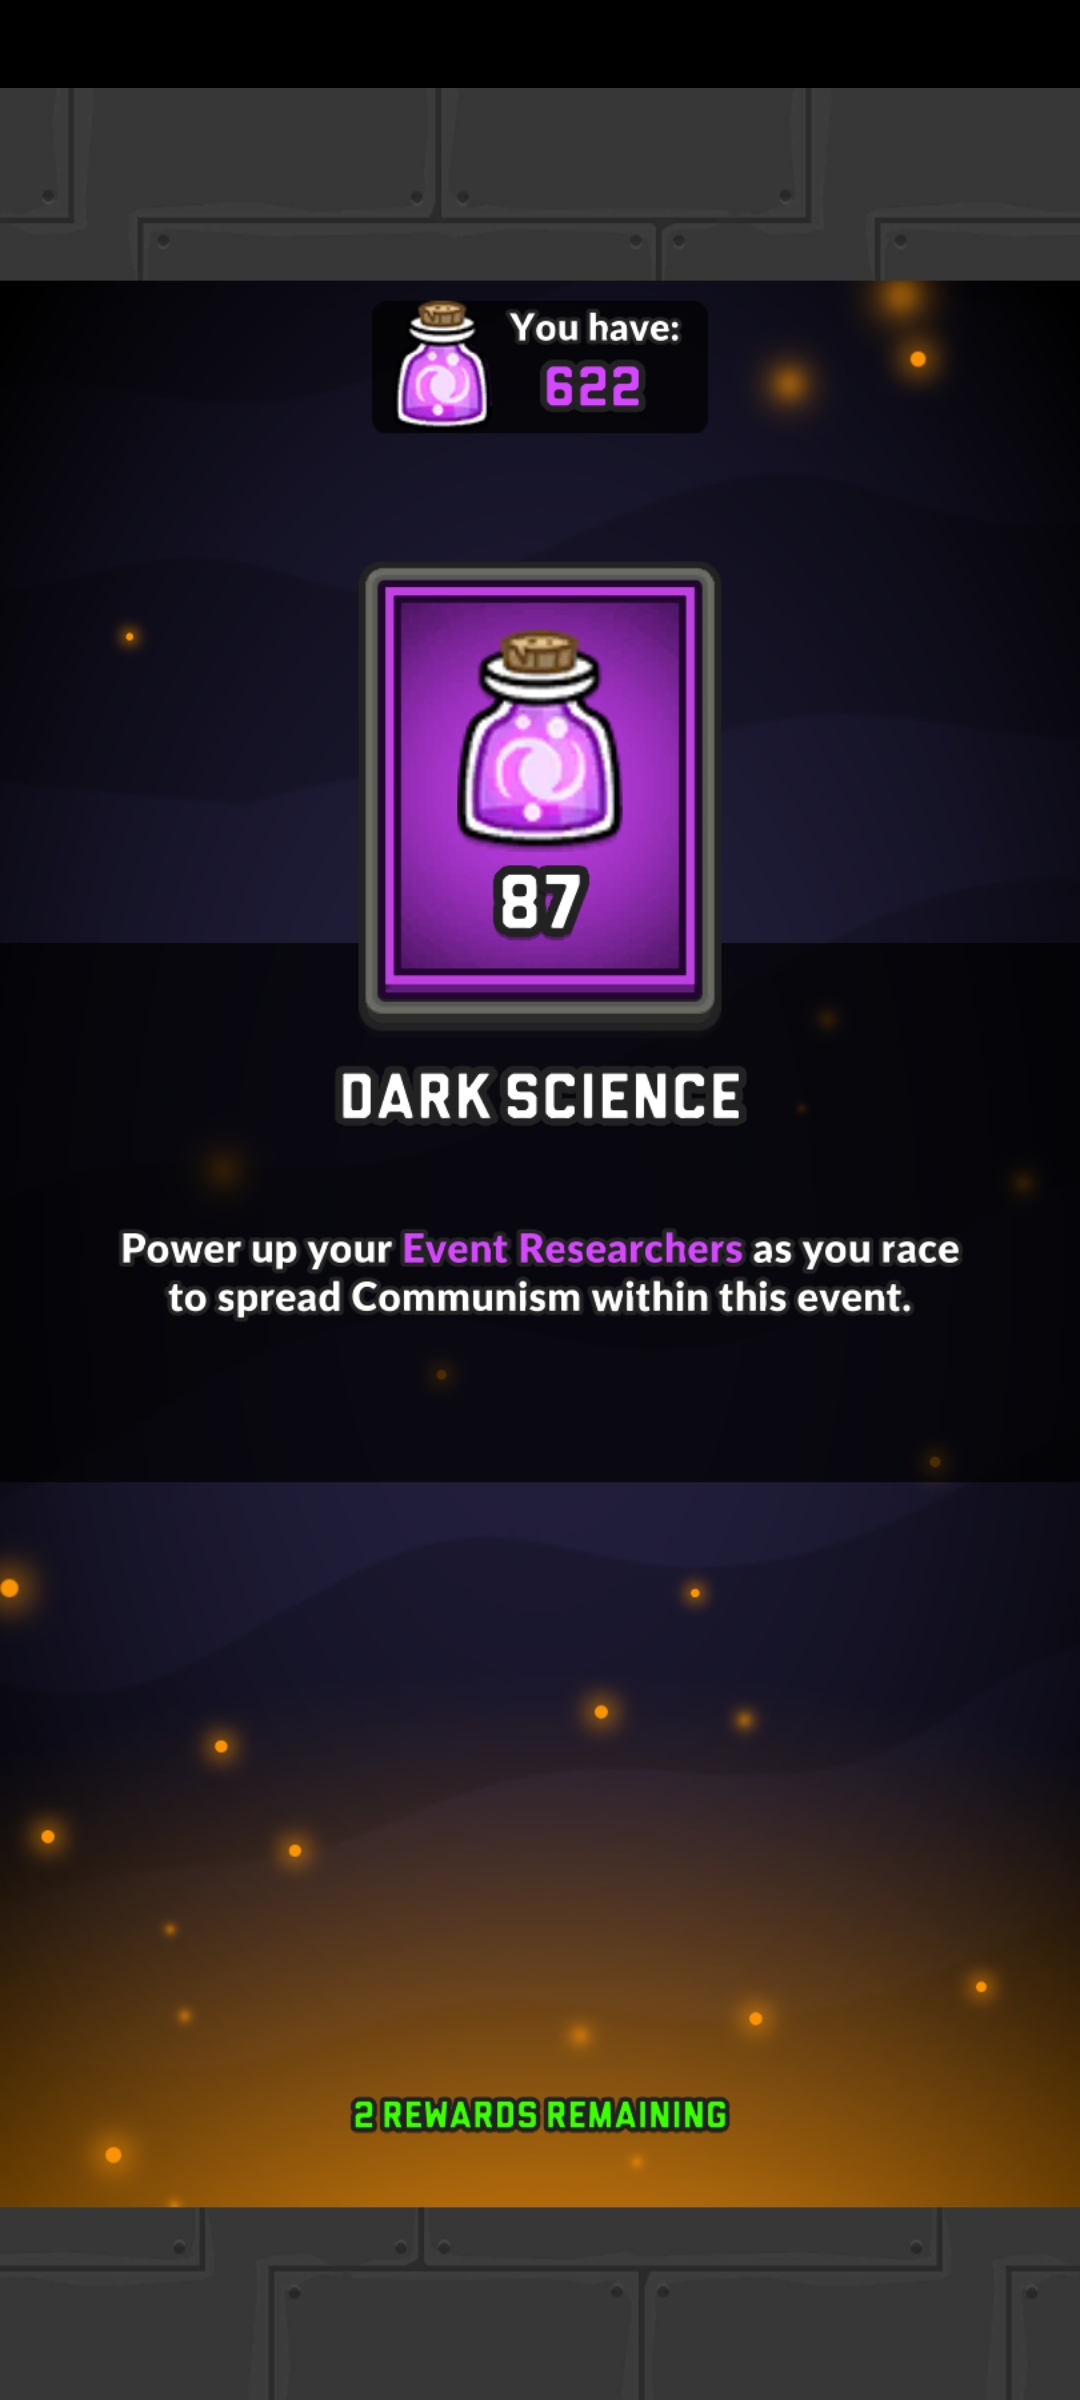 You have:
622
87
DARK SCIENCE
Power up your Event Researchers as you race
to spread Communism within this event.
2 REWARDS REMAINING